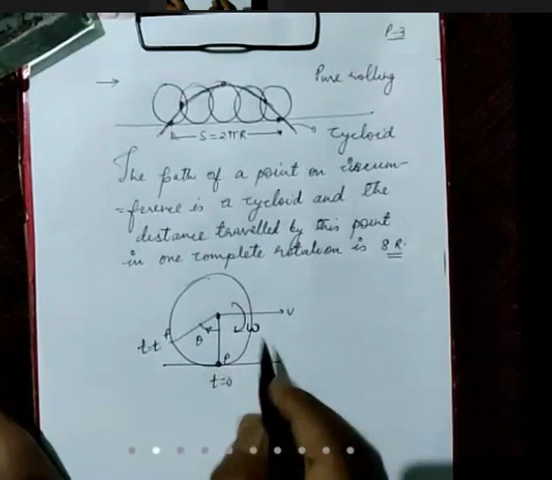 P-3
Pure rolling
S=2πR
cycloid
The path of a point on circum-
-ference is a cycloid and the
distance travelled by this point
in one complete rotation is 8R.
v
ω
P
t=t
θ
P
t=0